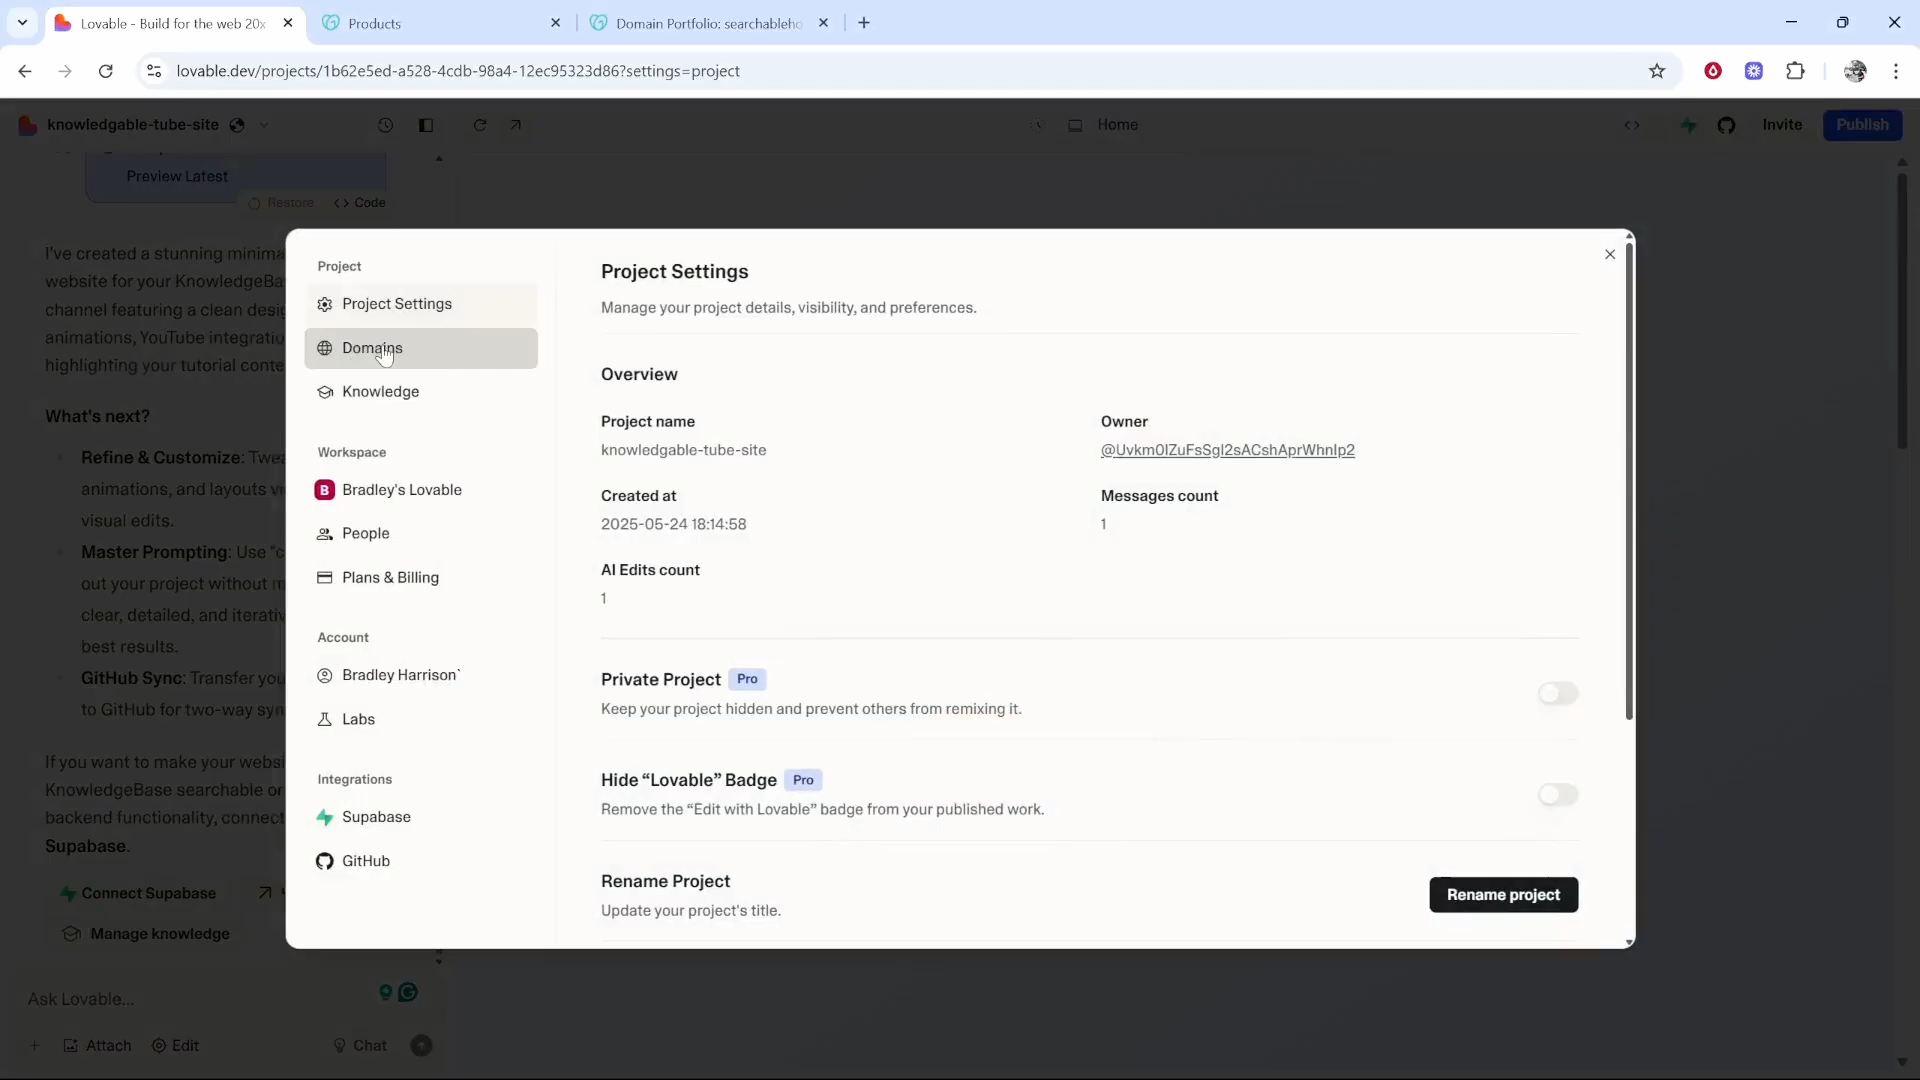 Lovable - Build for the web 20x
Products
Domain Portfolio: searchableho
lovable.dev/projects/1b62e5ed-a528-4cdb-98a4-12ec95323d86?settings=project
knowledgable-tube-site
Home
Invite
Publish
Preview Latest
Restore
Code
I've created a stunning minima
website for your KnowledgeBa
channel featuring a clean desi
animations, YouTube integratio
highlighting your tutorial conte
What's next?
Refine & Customize: Twe
animations, and layouts v
visual edits.
Master Prompting: Use "c
out your project without
clear, detailed, and iterativ
best results.
GitHub Sync: Transfer you
to GitHub for two-way syn
If you want to make your websi
KnowledgeBase searchable or
backend functionality, connect
Supabase.
Connect Supabase
Manage knowledge
Ask Lovable...
Attach
Edit
Chat
Project
Project Settings
Domains
Knowledge
Workspace
B Bradley's Lovable
People
Plans & Billing
Account
Bradley Harrison`
Labs
Integrations
Supabase
GitHub
Project Settings
Manage your project details, visibility, and preferences.
Overview
Project name
knowledgable-tube-site
Owner
@Uvkm0IZuFsSgl2sACshAprWhnIp2
Created at
2025-05-24 18:14:58
Messages count
1
AI Edits count
1
Private Project Pro
Keep your project hidden and prevent others from remixing it.
Hide “Lovable” Badge Pro
Remove the “Edit with Lovable” badge from your published work.
Rename Project
Update your project's title.
Rename project